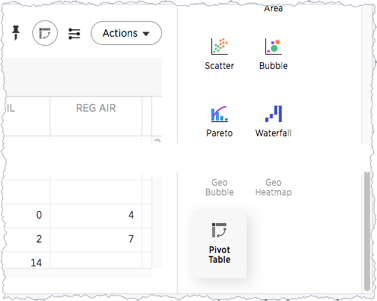 Area
Actions
Scatter
Bubble
IL
REG AIR
Pareto
Waterfall
Geo
Bubble
Geo
Heatmap
0
4
2
7
14
Pivot
Table